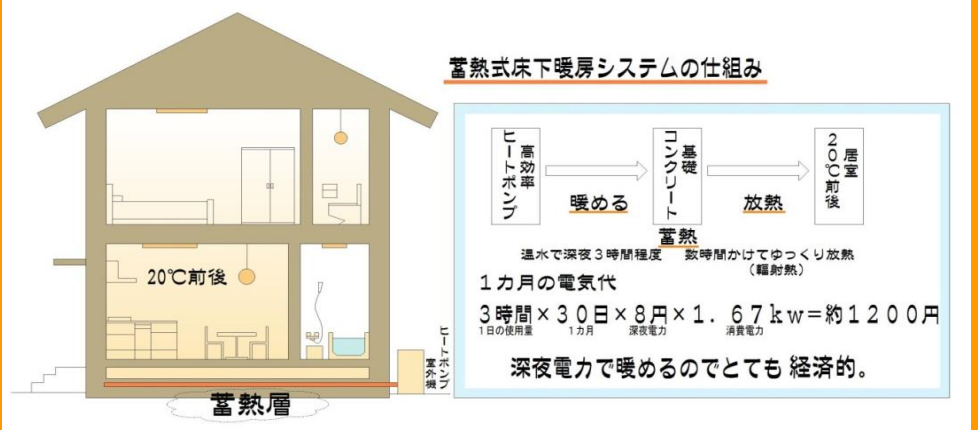 蓄熱式床下暖房システムの仕組み
高効率
ヒートポンプ
暖める
基礎
コンクリート
蓄熱
放熱
居室
20℃前後
温水で深夜3時間程度
数時間かけてゆっくり放熱
(輻射熱)
1カ月の電気代
3時間×30日×8円×1.67kw=約1200円
1日の使用量 1カ月 深夜電力 消費電力
深夜電力で暖めるのでとても経済的。
20℃前後
ヒートポンプ
室外機
蓄熱層